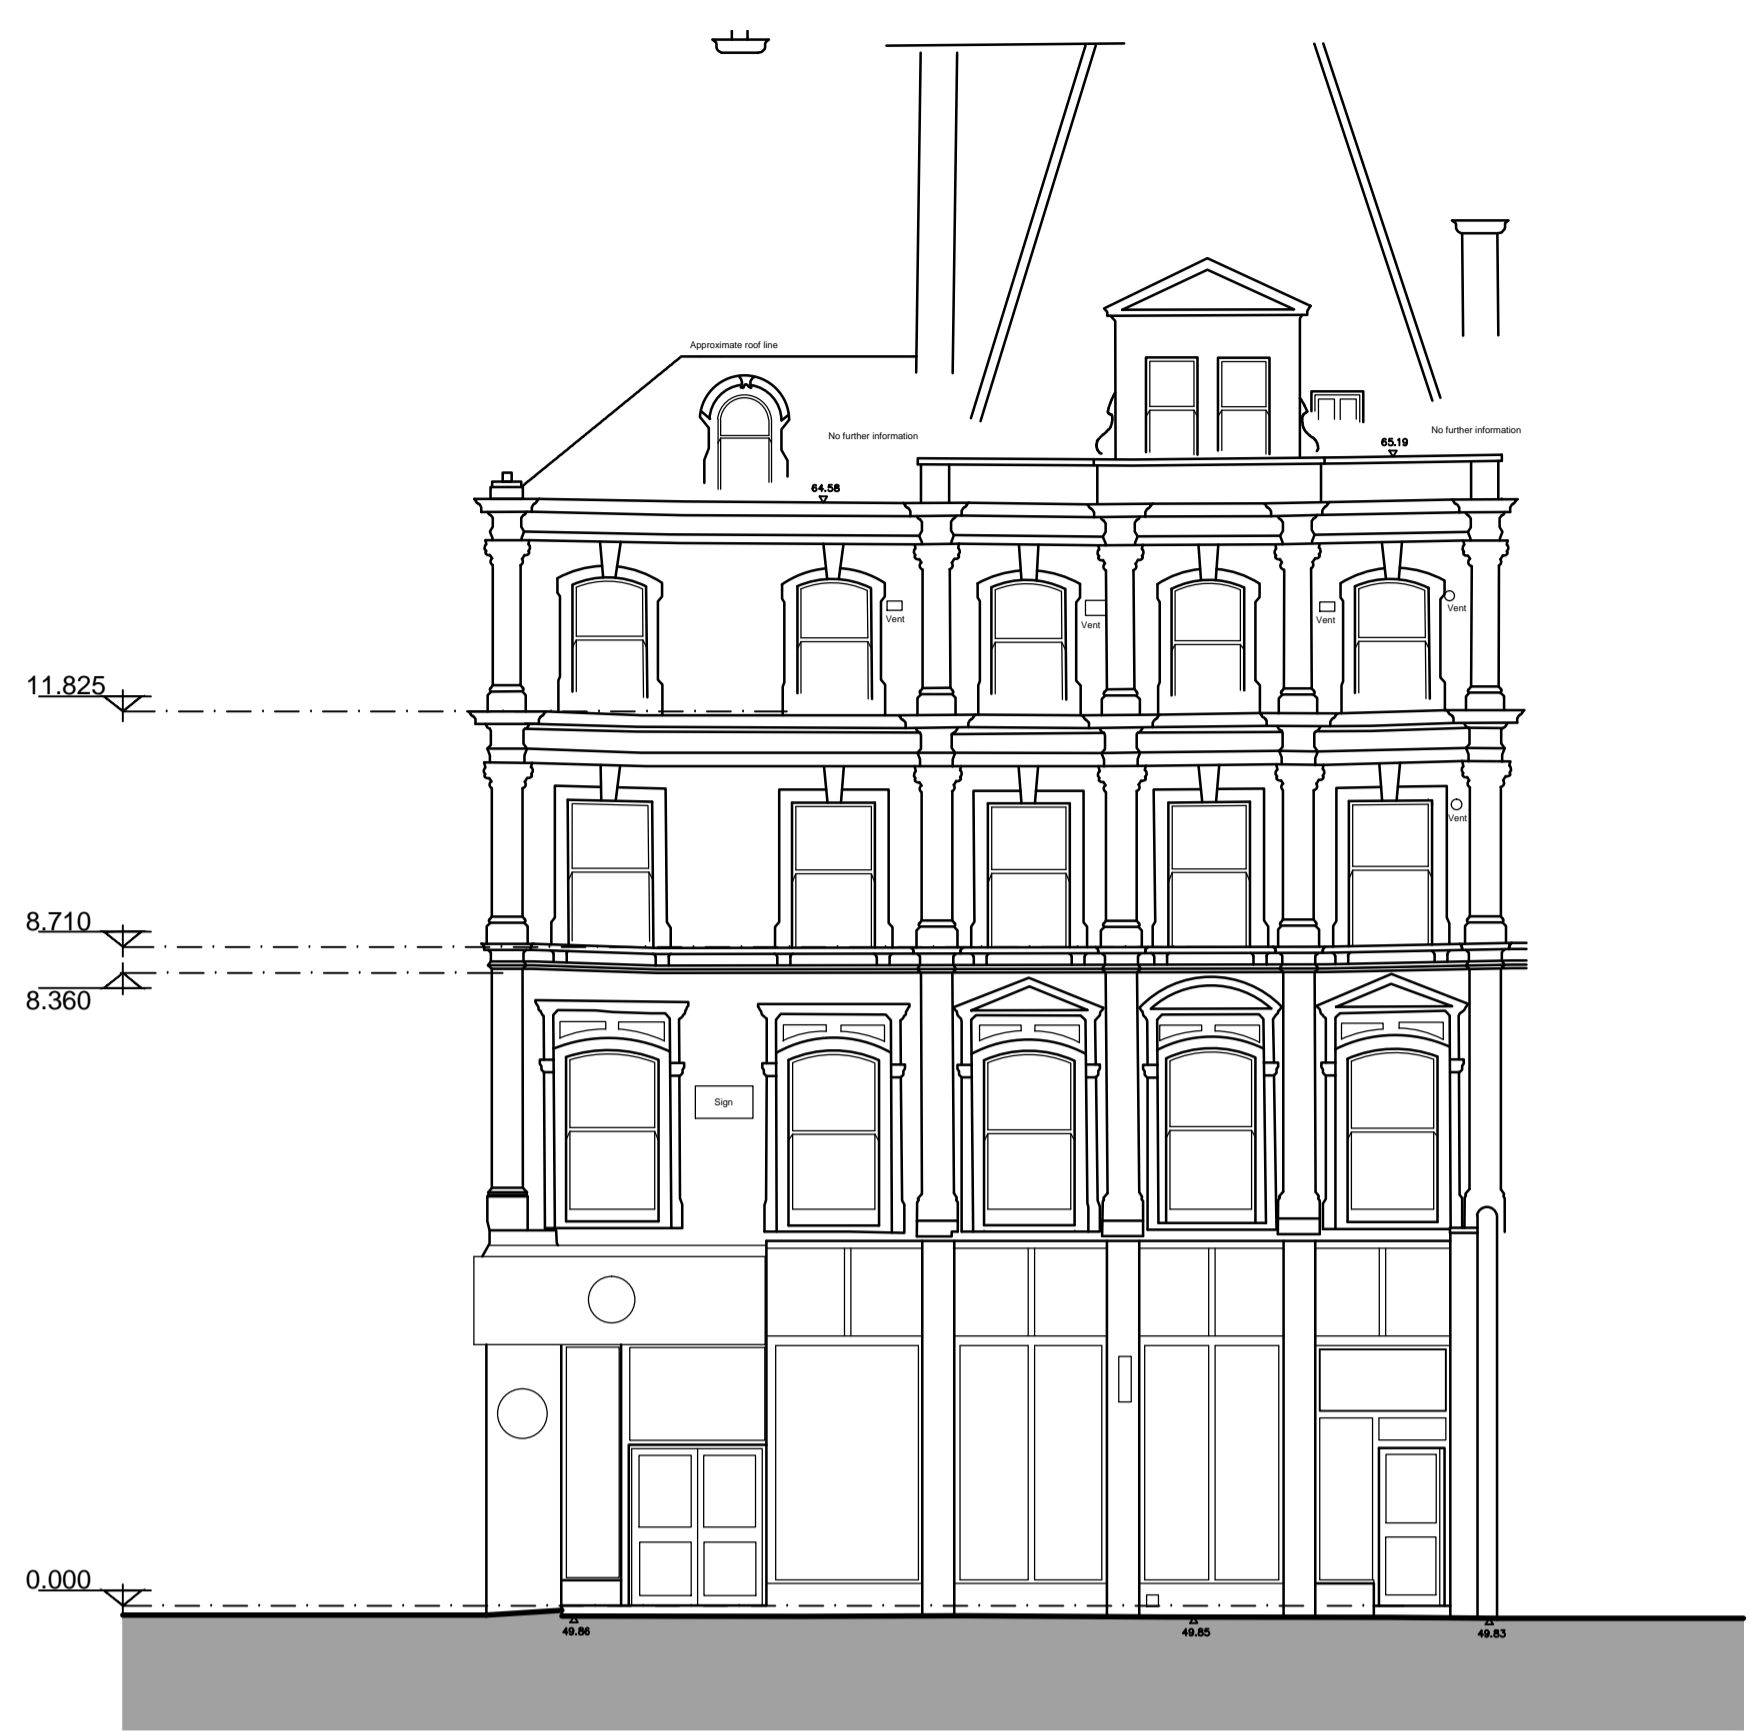 Approximate roof line
No further information
No further information
65.19
64.58
Vent
Vent
Vent
Vent
11.825
Vent
8.710
8.360
Sign
0.000
49.86
49.85
49.83